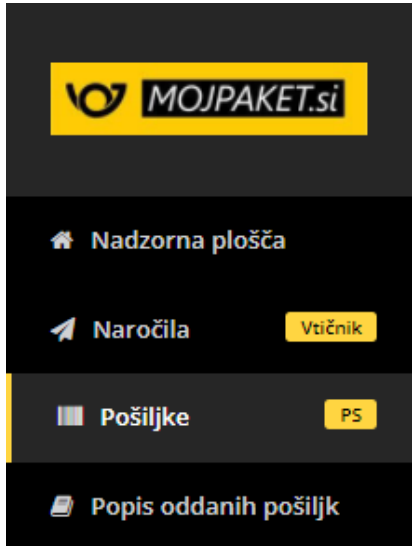 MOJPAKET.si
Nadzorna plošča
Naročila Vtičnik
Pošiljke PS
Popis oddanih pošiljk